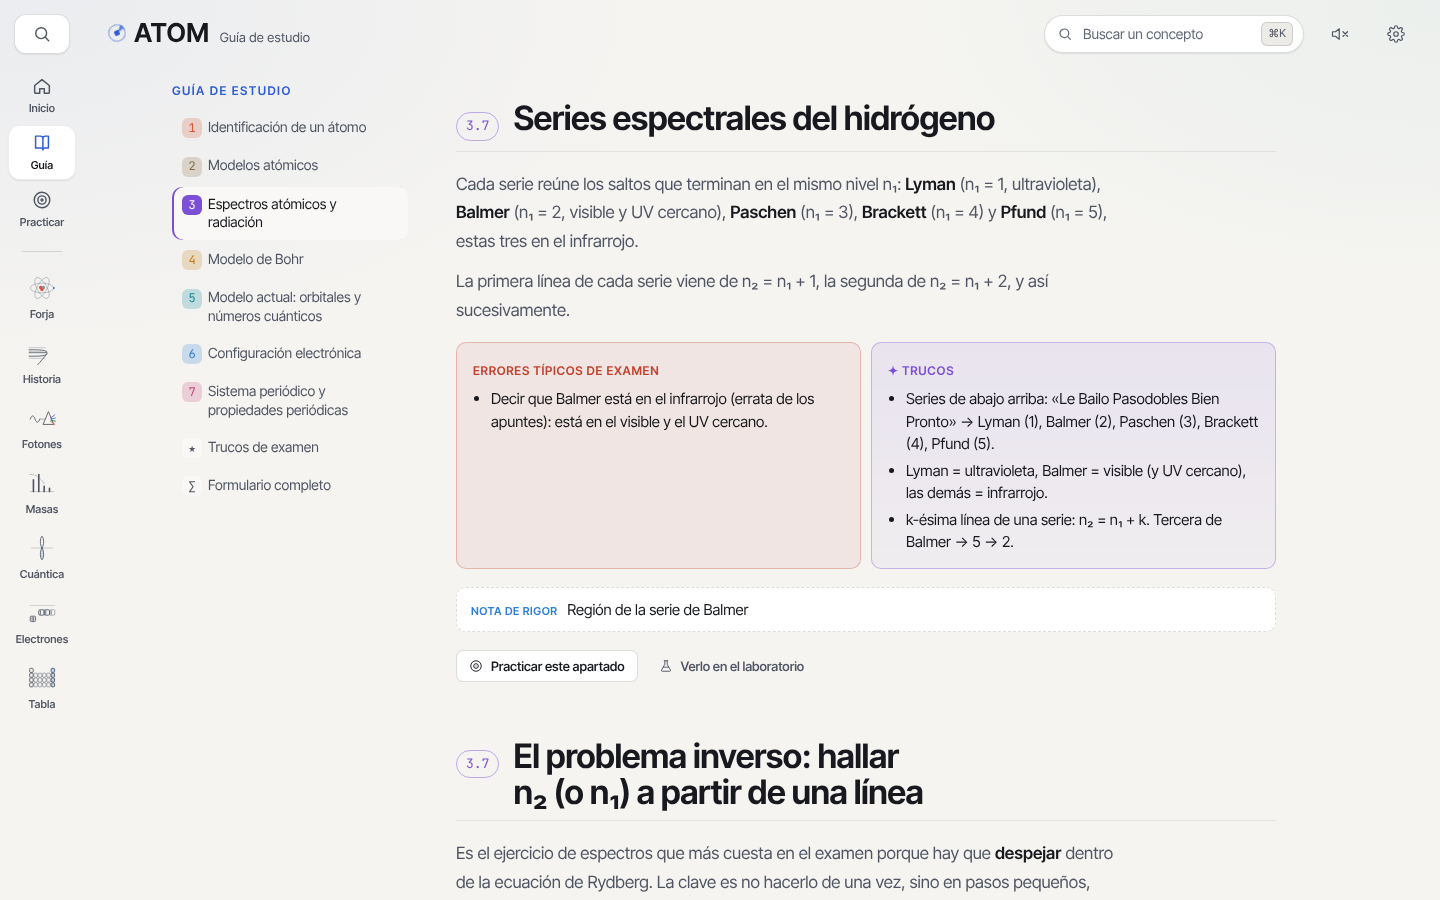 ATOM Guía de estudio
Buscar un concepto ⌘K
Inicio
Guía
Practicar
Forja
Historia
Fotones
Masas
Cuántica
Electrones
Tabla
GUÍA DE ESTUDIO
1 Identificación de un átomo
2 Modelos atómicos
3 Espectros atómicos y
radiación
4 Modelo de Bohr
5 Modelo actual: orbitales y
números cuánticos
6 Configuración electrónica
7 Sistema periódico y
propiedades periódicas
★ Trucos de examen
∑ Formulario completo
3.7 Series espectrales del hidrógeno
Cada serie reúne los saltos que terminan en el mismo nivel n₁: Lyman (n₁ = 1, ultravioleta),
Balmer (n₁ = 2, visible y UV cercano), Paschen (n₁ = 3), Brackett (n₁ = 4) y Pfund (n₁ = 5),
estas tres en el infrarrojo.
La primera línea de cada serie viene de n₂ = n₁ + 1, la segunda de n₂ = n₁ + 2, y así
sucesivamente.
ERRORES TÍPICOS DE EXAMEN
• Decir que Balmer está en el infrarrojo (errata de los
apuntes): está en el visible y el UV cercano.
✦ TRUCOS
• Series de abajo arriba: «Le Bailo Pasodobles Bien
Pronto» → Lyman (1), Balmer (2), Paschen (3), Brackett
(4), Pfund (5).
• Lyman = ultravioleta, Balmer = visible (y UV cercano),
las demás = infrarrojo.
• k-ésima línea de una serie: n₂ = n₁ + k. Tercera de
Balmer → 5 → 2.
NOTA DE RIGOR Región de la serie de Balmer
Practicar este apartado
Verlo en el laboratorio
3.7 El problema inverso: hallar
n₂ (o n₁) a partir de una línea
Es el ejercicio de espectros que más cuesta en el examen porque hay que despejar dentro
de la ecuación de Rydberg. La clave es no hacerlo de una vez, sino en pasos pequeños,